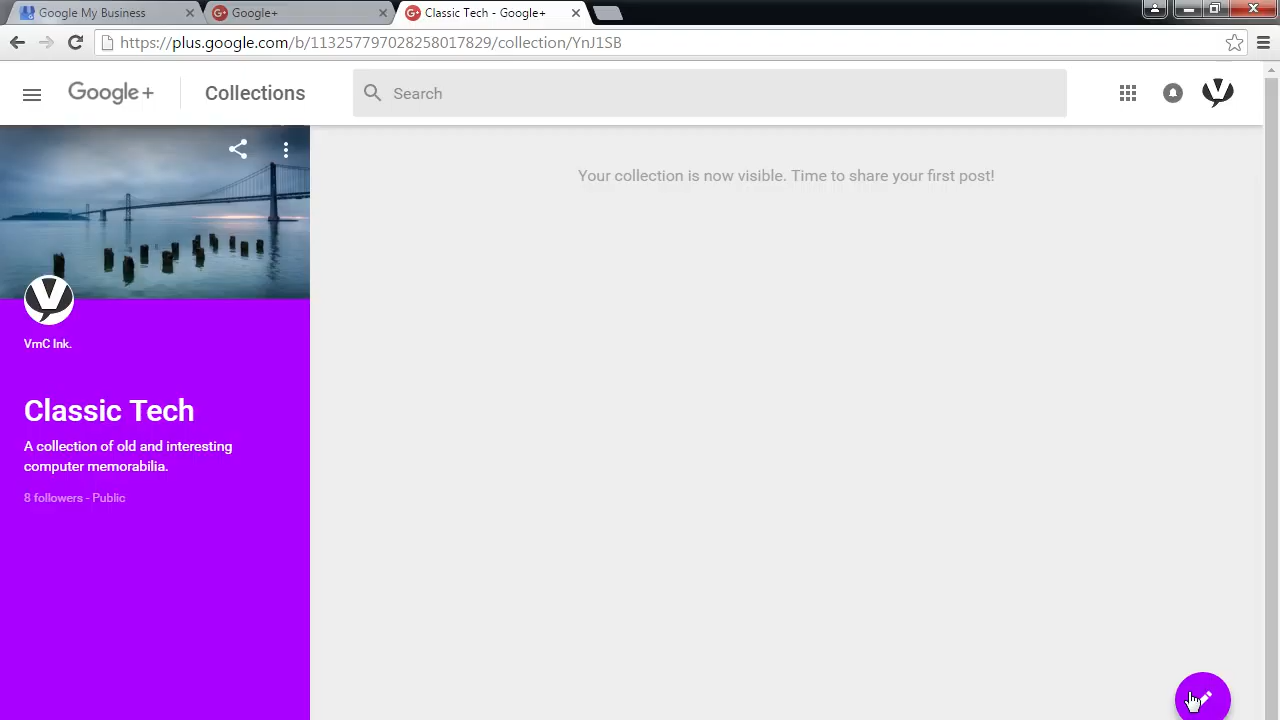 Google My Business
Google+
Classic Tech - Google+
https://plus.google.com/b/113257797028258017829/collection/YnJ1SB
Google+
Collections
Search
Your collection is now visible. Time to share your first post!
VmC Ink.
Classic Tech
A collection of old and interesting
computer memorabilia.
8 followers - Public